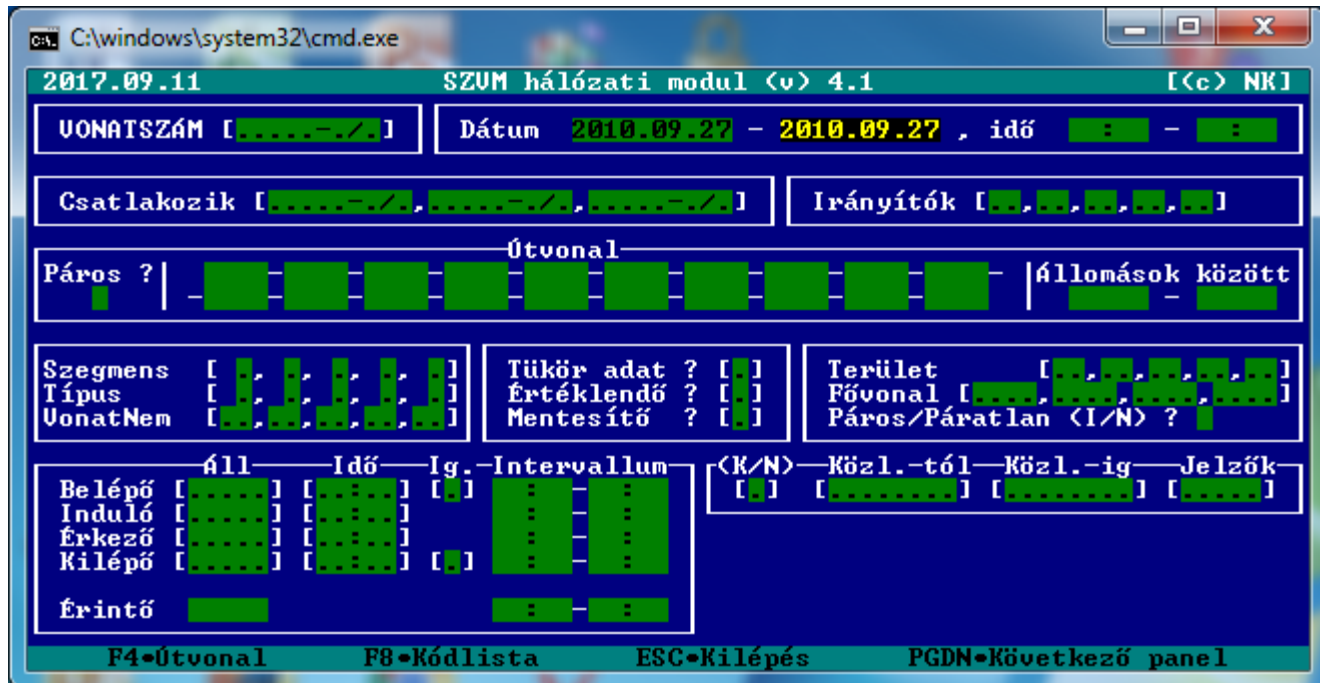 C:\windows\system32\cmd.exe
2017.09.11 SZVM hálózati modul (v) 4.1 [(c) NK]
VONATSZÁM [.....-./.] Dátum 2010.09.27 - 2010.09.27 , idő : - :
Csatlakozik [.....-./.,.....-./.,.....-./.] Irányítók [..,..,..,..,..]
Útvonal
Páros ? Állomások között
Szegmens [ ., ., ., ., .] Tükör adat ? [.] Terület [..,..,..,..,..]
Típus [ ., ., ., ., .] Értéklendő ? [.] Fővonal [....,....,....,....]
VonatNem [..,..,..,..,..] Mentesítő ? [.] Páros/Páratlan (I/N) ?
Áll Idő Ig. Intervallum (K/N) Közl.-tól Közl.-ig Jelzők
Belépő [.....] [..:..] [.] : - : [.] [........] [........] [.....]
Induló [.....] [..:..] : - :
Érkező [.....] [..:..] : - :
Kilépő [.....] [..:..] [.] : - :
Érintő : - :
F4•Útvonal F8•Kódlista ESC•Kilépés PGDN•Következő panel